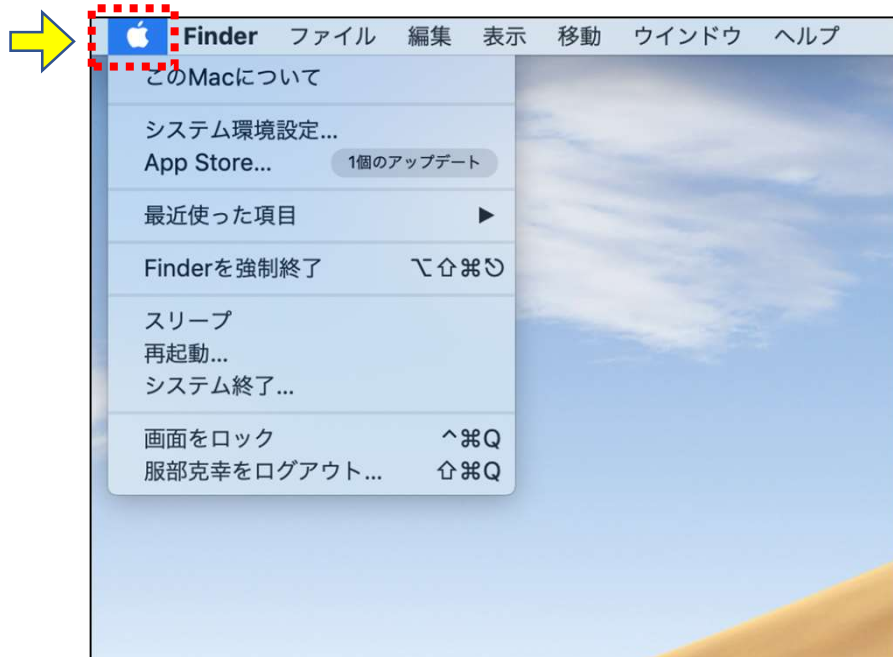 Finder ファイル 編集 表示 移動 ウインドウ ヘルプ
このMacについて
システム環境設定...
App Store... 1個のアップデート
最近使った項目 ▶
Finderを強制終了 ⌥⇧⌘⎋
スリープ
再起動...
システム終了...
画面をロック ^⌘Q
服部克幸をログアウト... ⇧⌘Q